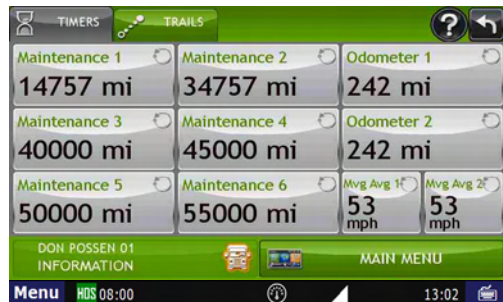 TIMERS
TRAILS
?
Maintenance 1
14757 mi
Maintenance 2
34757 mi
Odometer 1
242 mi
Maintenance 3
40000 mi
Maintenance 4
45000 mi
Odometer 2
242 mi
Maintenance 5
50000 mi
Maintenance 6
55000 mi
Mvg Avg 1
53
mph
Mvg Avg 2
53
mph
DON POSSEN 01
INFORMATION
MAIN MENU
Menu HOS 08:00 13:02